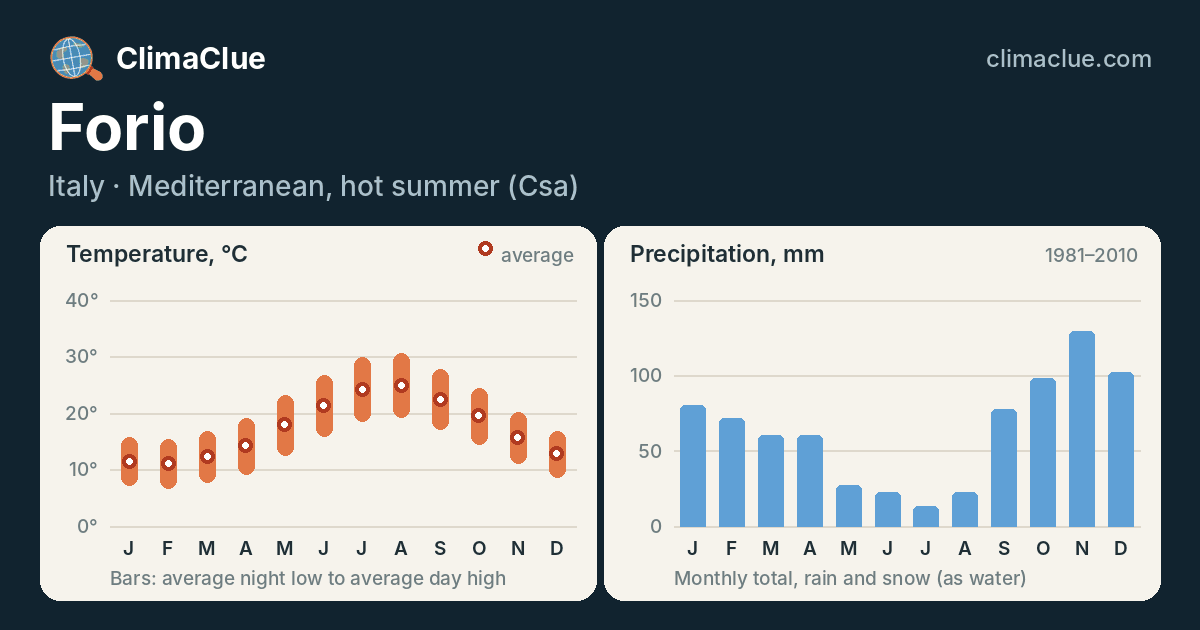 ClimaClue
climaclue.com
Forio
Italy · Mediterranean, hot summer (Csa)
Temperature, °C
average
40°
30°
20°
10°
0°
J F M A M J J A S O N D
Bars: average night low to average day high
Precipitation, mm
1981–2010
150
100
50
0
J F M A M J J A S O N D
Monthly total, rain and snow (as water)